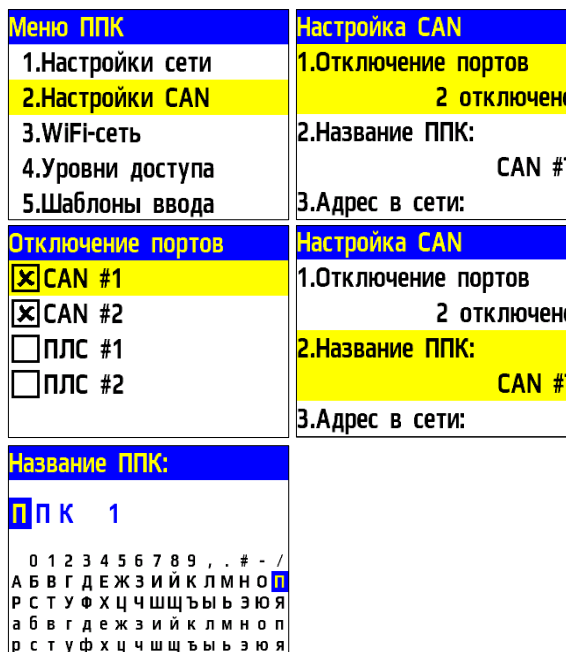 Меню ППК
1.Настройки сети
2.Настройки CAN
3.WiFi-сеть
4.Уровни доступа
5.Шаблоны ввода
Настройка CAN
1.Отключение портов
2 отключено
2.Название ППК:
CAN #
3.Адрес в сети:
Отключение портов
CAN #1
CAN #2
ПЛС #1
ПЛС #2
Настройка CAN
1.Отключение портов
2 отключено
2.Название ППК:
CAN #
3.Адрес в сети:
Название ППК:
ППК 1
0 1 2 3 4 5 6 7 8 9 , . # - /
А Б В Г Д Е Ж З И Й К Л М Н О П
Р С Т У Ф Х Ц Ч Ш Щ Ъ Ы Ь Э Ю Я
а б в г д е ж з и й к л м н о п
р с т у ф х ц ч ш щ ъ ы ь э ю я